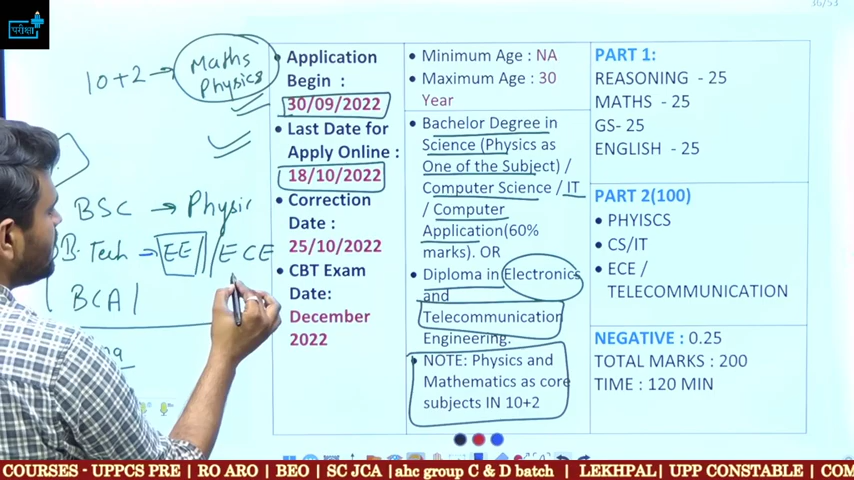 36/53
परीक्षा
10+2 → Maths
Physics
BSC → Physic
B.Tech → EE / ECE
BCA
• Application
Begin :
30/09/2022
• Last Date for
Apply Online :
18/10/2022
• Correction
Date :
25/10/2022
• CBT Exam
Date:
December
2022
• Minimum Age : NA
• Maximum Age : 30
Year
• Bachelor Degree in
Science (Physics as
One of the Subject) /
Computer Science / IT
/ Computer
Application(60%
marks). OR
• Diploma in Electronics
and
Telecommunication
Engineering.
• NOTE: Physics and
Mathematics as core
subjects IN 10+2
PART 1:
REASONING - 25
MATHS - 25
GS- 25
ENGLISH - 25
PART 2(100)
• PHYISCS
• CS/IT
• ECE /
TELECOMMUNICATION
NEGATIVE : 0.25
TOTAL MARKS : 200
TIME : 120 MIN
COURSES - UPPCS PRE | RO ARO | BEO | SC JCA |ahc group C & D batch | LEKHPAL| UPP CONSTABLE | COM